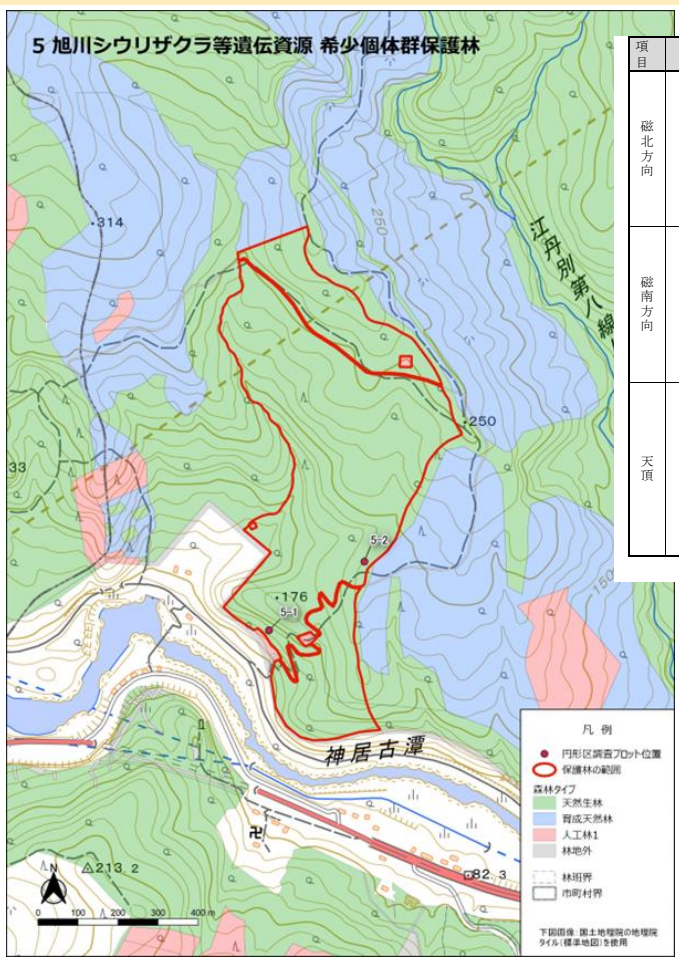 5 旭川シウリザクラ等遺伝資源 希少個体群保護林
項目
磁北方向
磁南方向
天頂
314
250
江丹別第八線
250
33
5-2
176
5-1
150
神居古潭
卍
213.2
82.3
N
0 100 200 300 400 m
凡 例
円形区調査プロット位置
保護林の範囲
森林タイプ
天然生林
育成天然林
人工林1
林地外
林班界
市町村界
下図画像:国土地理院の地理院
タイル(標準地図)を使用